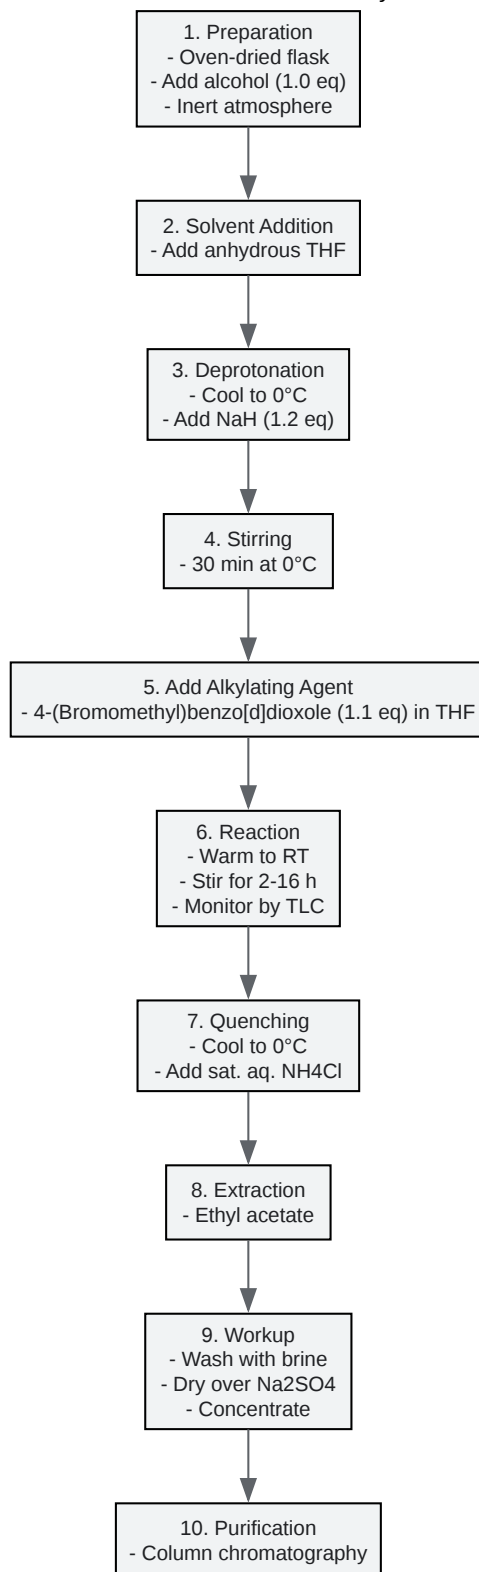 1. Preparation
- Oven-dried flask
- Add alcohol (1.0 eq)
- Inert atmosphere
2. Solvent Addition
- Add anhydrous THF
3. Deprotonation
- Cool to 0°C
- Add NaH (1.2 eq)
4. Stirring
- 30 min at 0°C
5. Add Alkylating Agent
- 4-(Bromomethyl)benzo[d]dioxole (1.1 eq) in THF
6. Reaction
- Warm to RT
- Stir for 2-16 h
- Monitor by TLC
7. Quenching
- Cool to 0°C
- Add sat. aq. NH4Cl
8. Extraction
- Ethyl acetate
9. Workup
- Wash with brine
- Dry over Na2SO4
- Concentrate
10. Purification
- Column chromatography